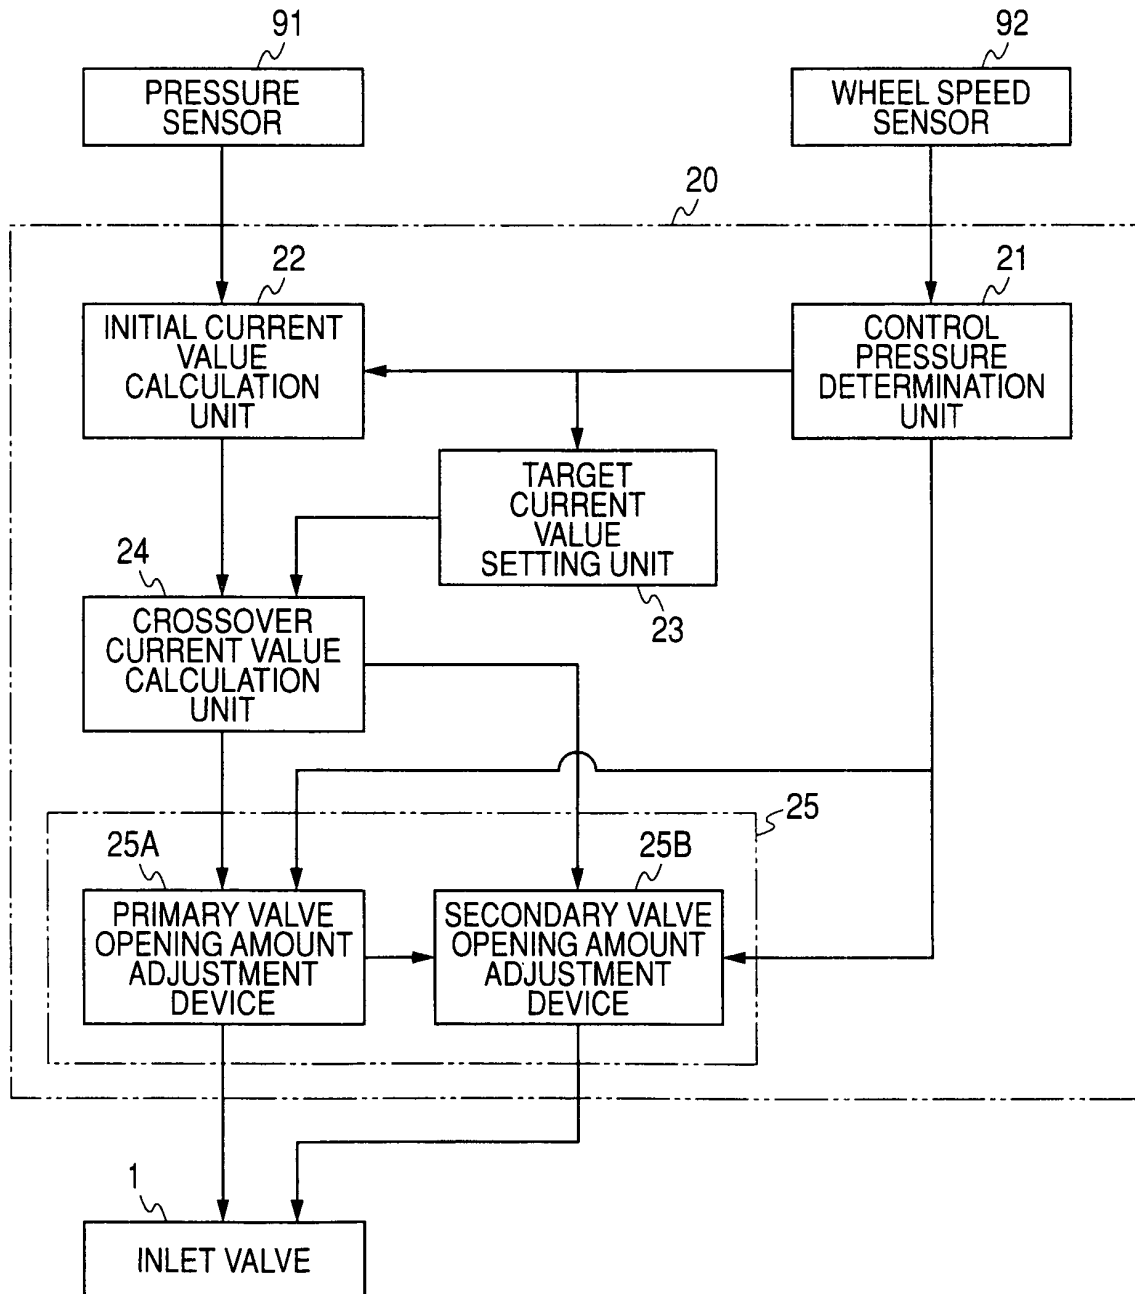 91
92
PRESSURE
SENSOR
WHEEL SPEED
SENSOR
20
22
21
INITIAL CURRENT
VALUE
CALCULATION
UNIT
CONTROL
PRESSURE
DETERMINATION
UNIT
TARGET
CURRENT
VALUE
SETTING UNIT
23
24
CROSSOVER
CURRENT VALUE
CALCULATION
UNIT
25
25A
25B
PRIMARY VALVE
OPENING AMOUNT
ADJUSTMENT
DEVICE
SECONDARY VALVE
OPENING AMOUNT
ADJUSTMENT
DEVICE
1
INLET VALVE